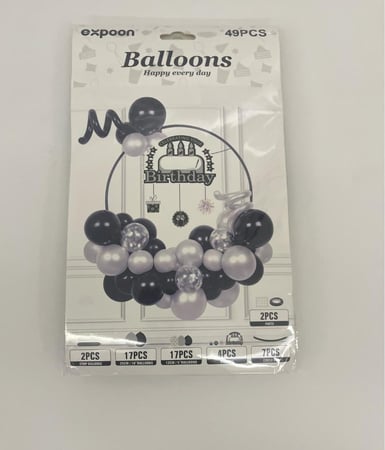 expoon 49PCS
Balloons
Happy every day
Birthday
2PCS
2PCS 17PCS 17PCS 4PCS 7PCS